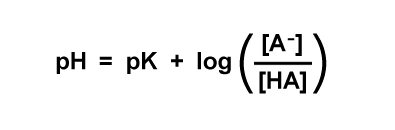 pH = pK + log([A⁻]/[HA])